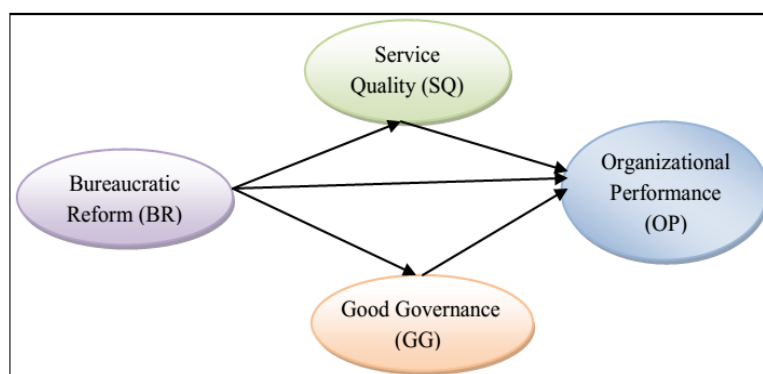 Service
Quality (SQ)
Bureaucratic
Reform (BR)
Organizational
Performance
(OP)
Good Governance
(GG)